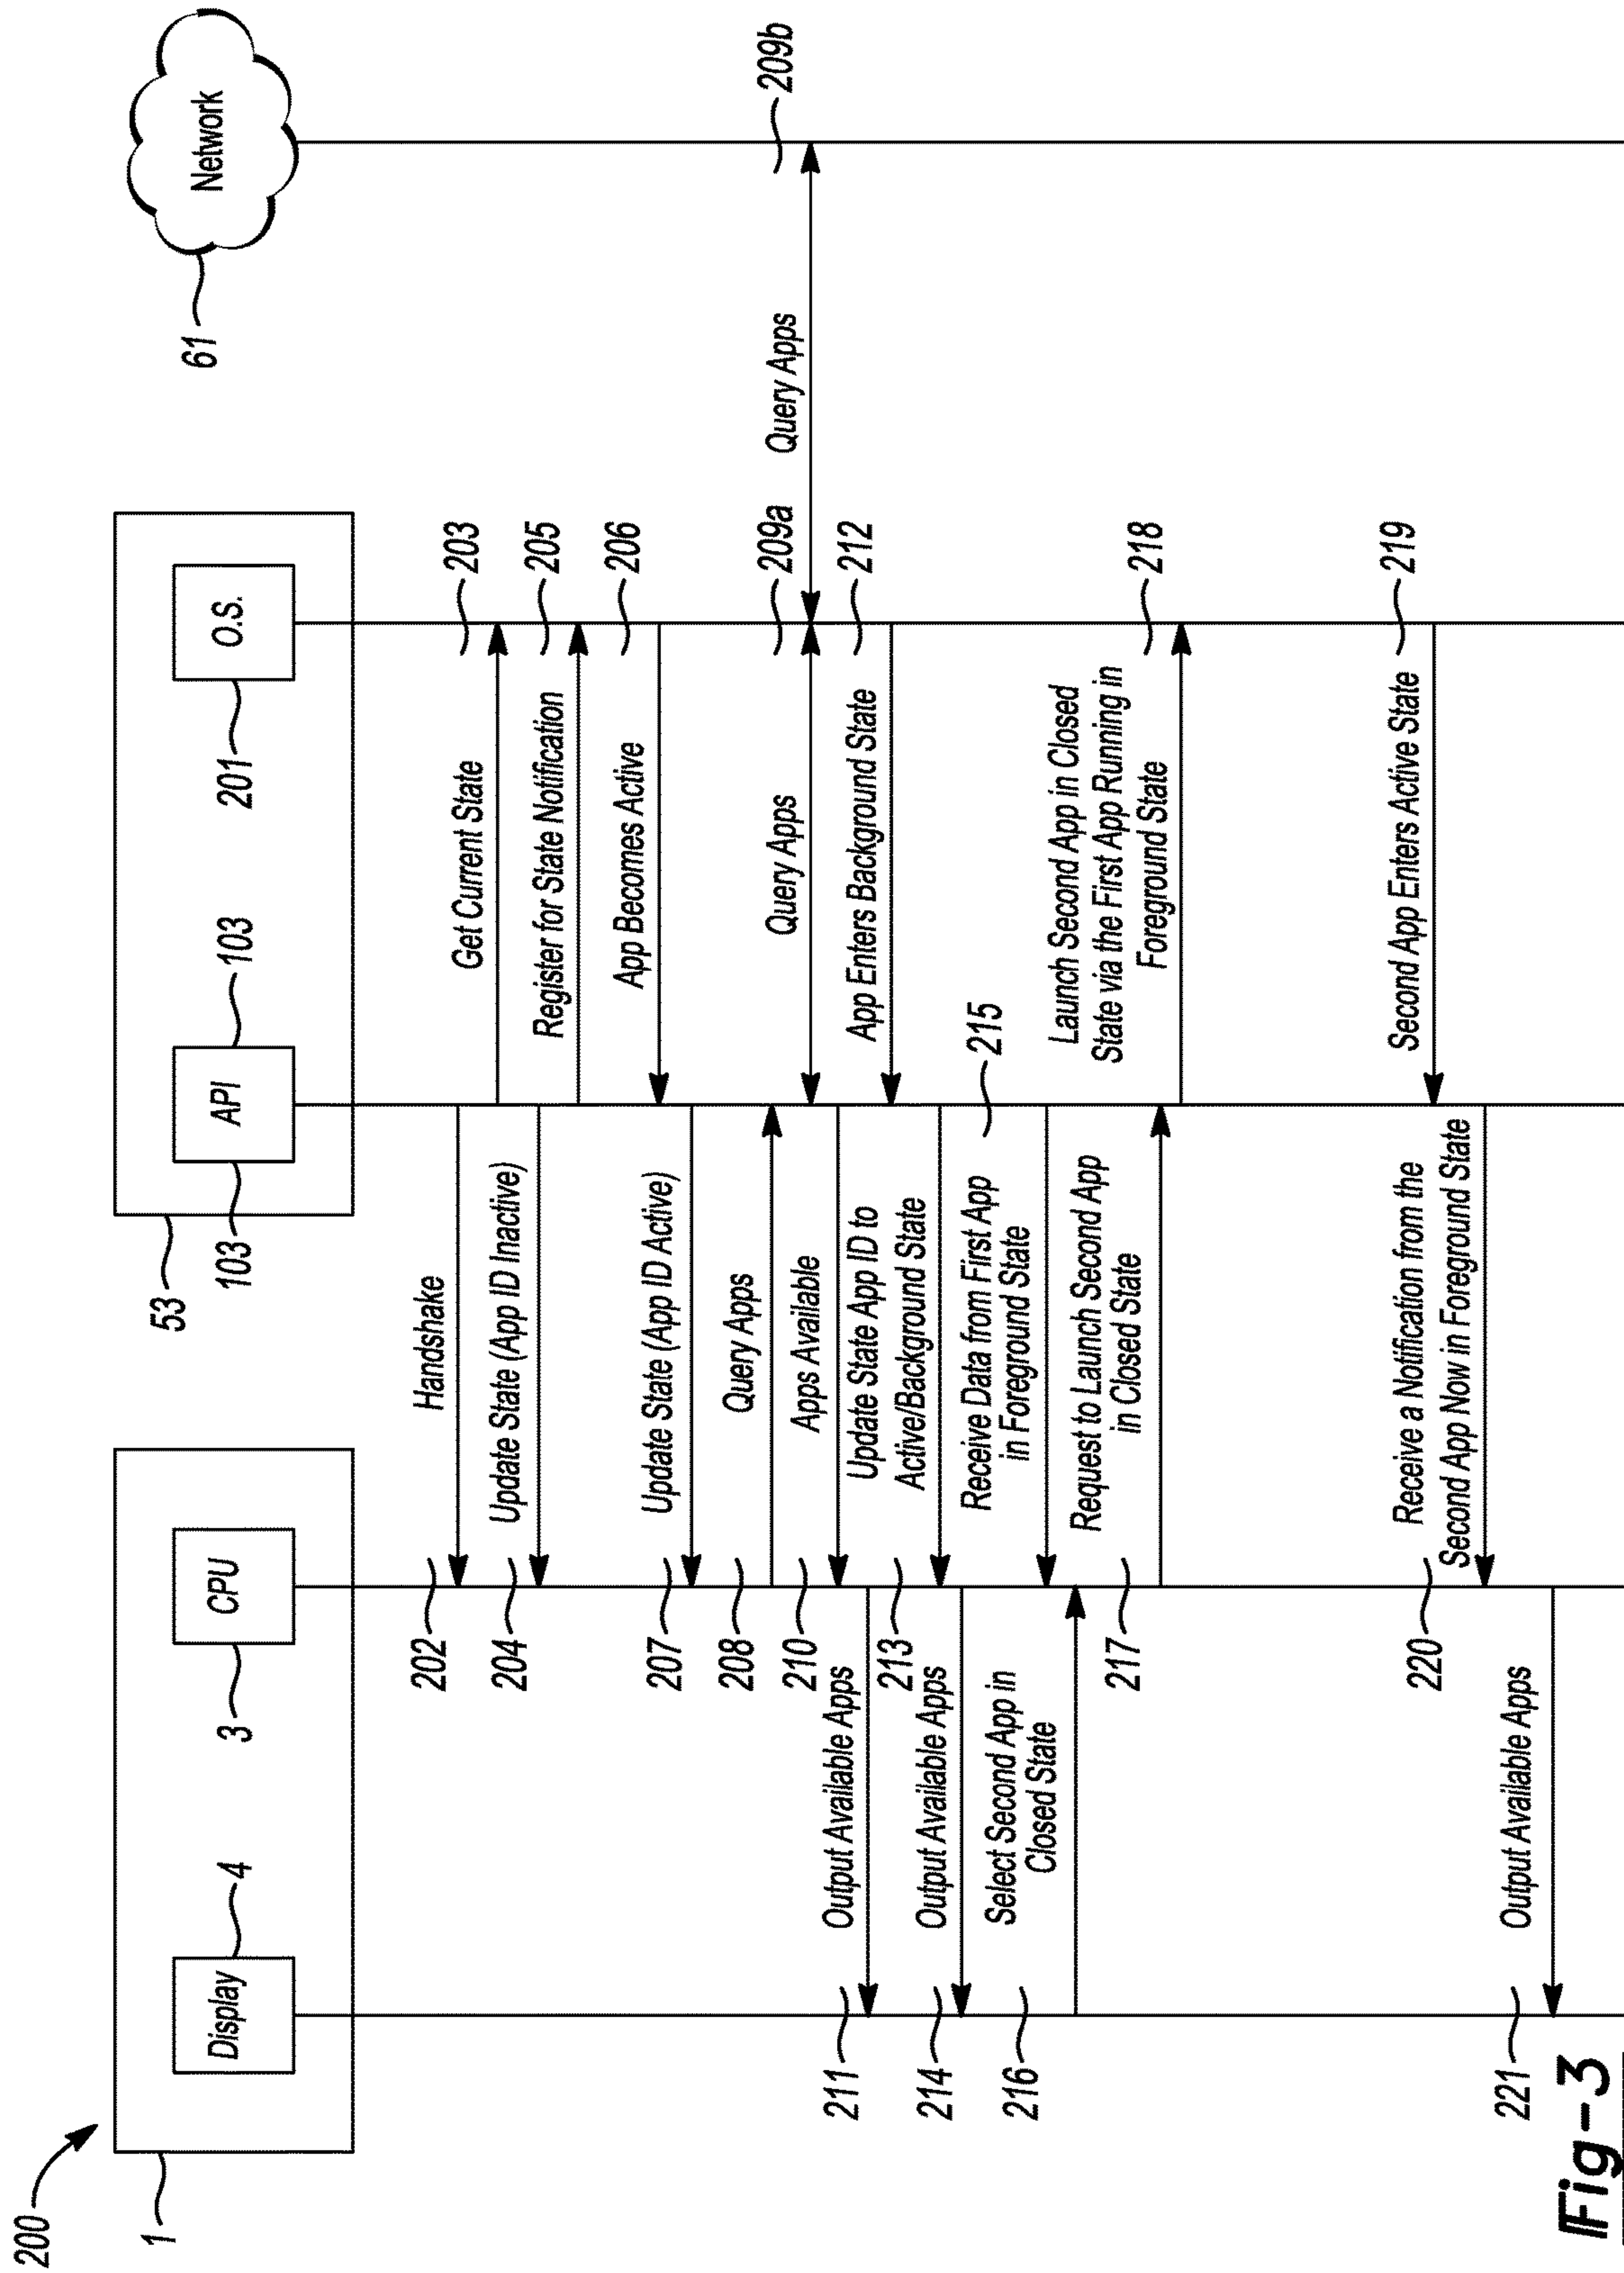 200
1
Display
4
CPU
3
53
API
103
103
O.S.
201
Network
61
Handshake
202
Get Current State
203
Update State (App ID Inactive)
204
Register for State Notification
205
App Becomes Active
206
Update State (App ID Active)
207
Query Apps
208
Query Apps
209a
Query Apps
209b
Apps Available
210
Output Available Apps
211
App Enters Background State
212
Update State App ID to
Active/Background State
213
Output Available Apps
214
Receive Data from First App
in Foreground State
215
Select Second App in
Closed State
216
Request to Launch Second App
in Closed State
217
Launch Second App in Closed
State via the First App Running in
Foreground State
218
Second App Enters Active State
219
Receive a Notification from the
Second App Now in Foreground State
220
Output Available Apps
221
Fig-3